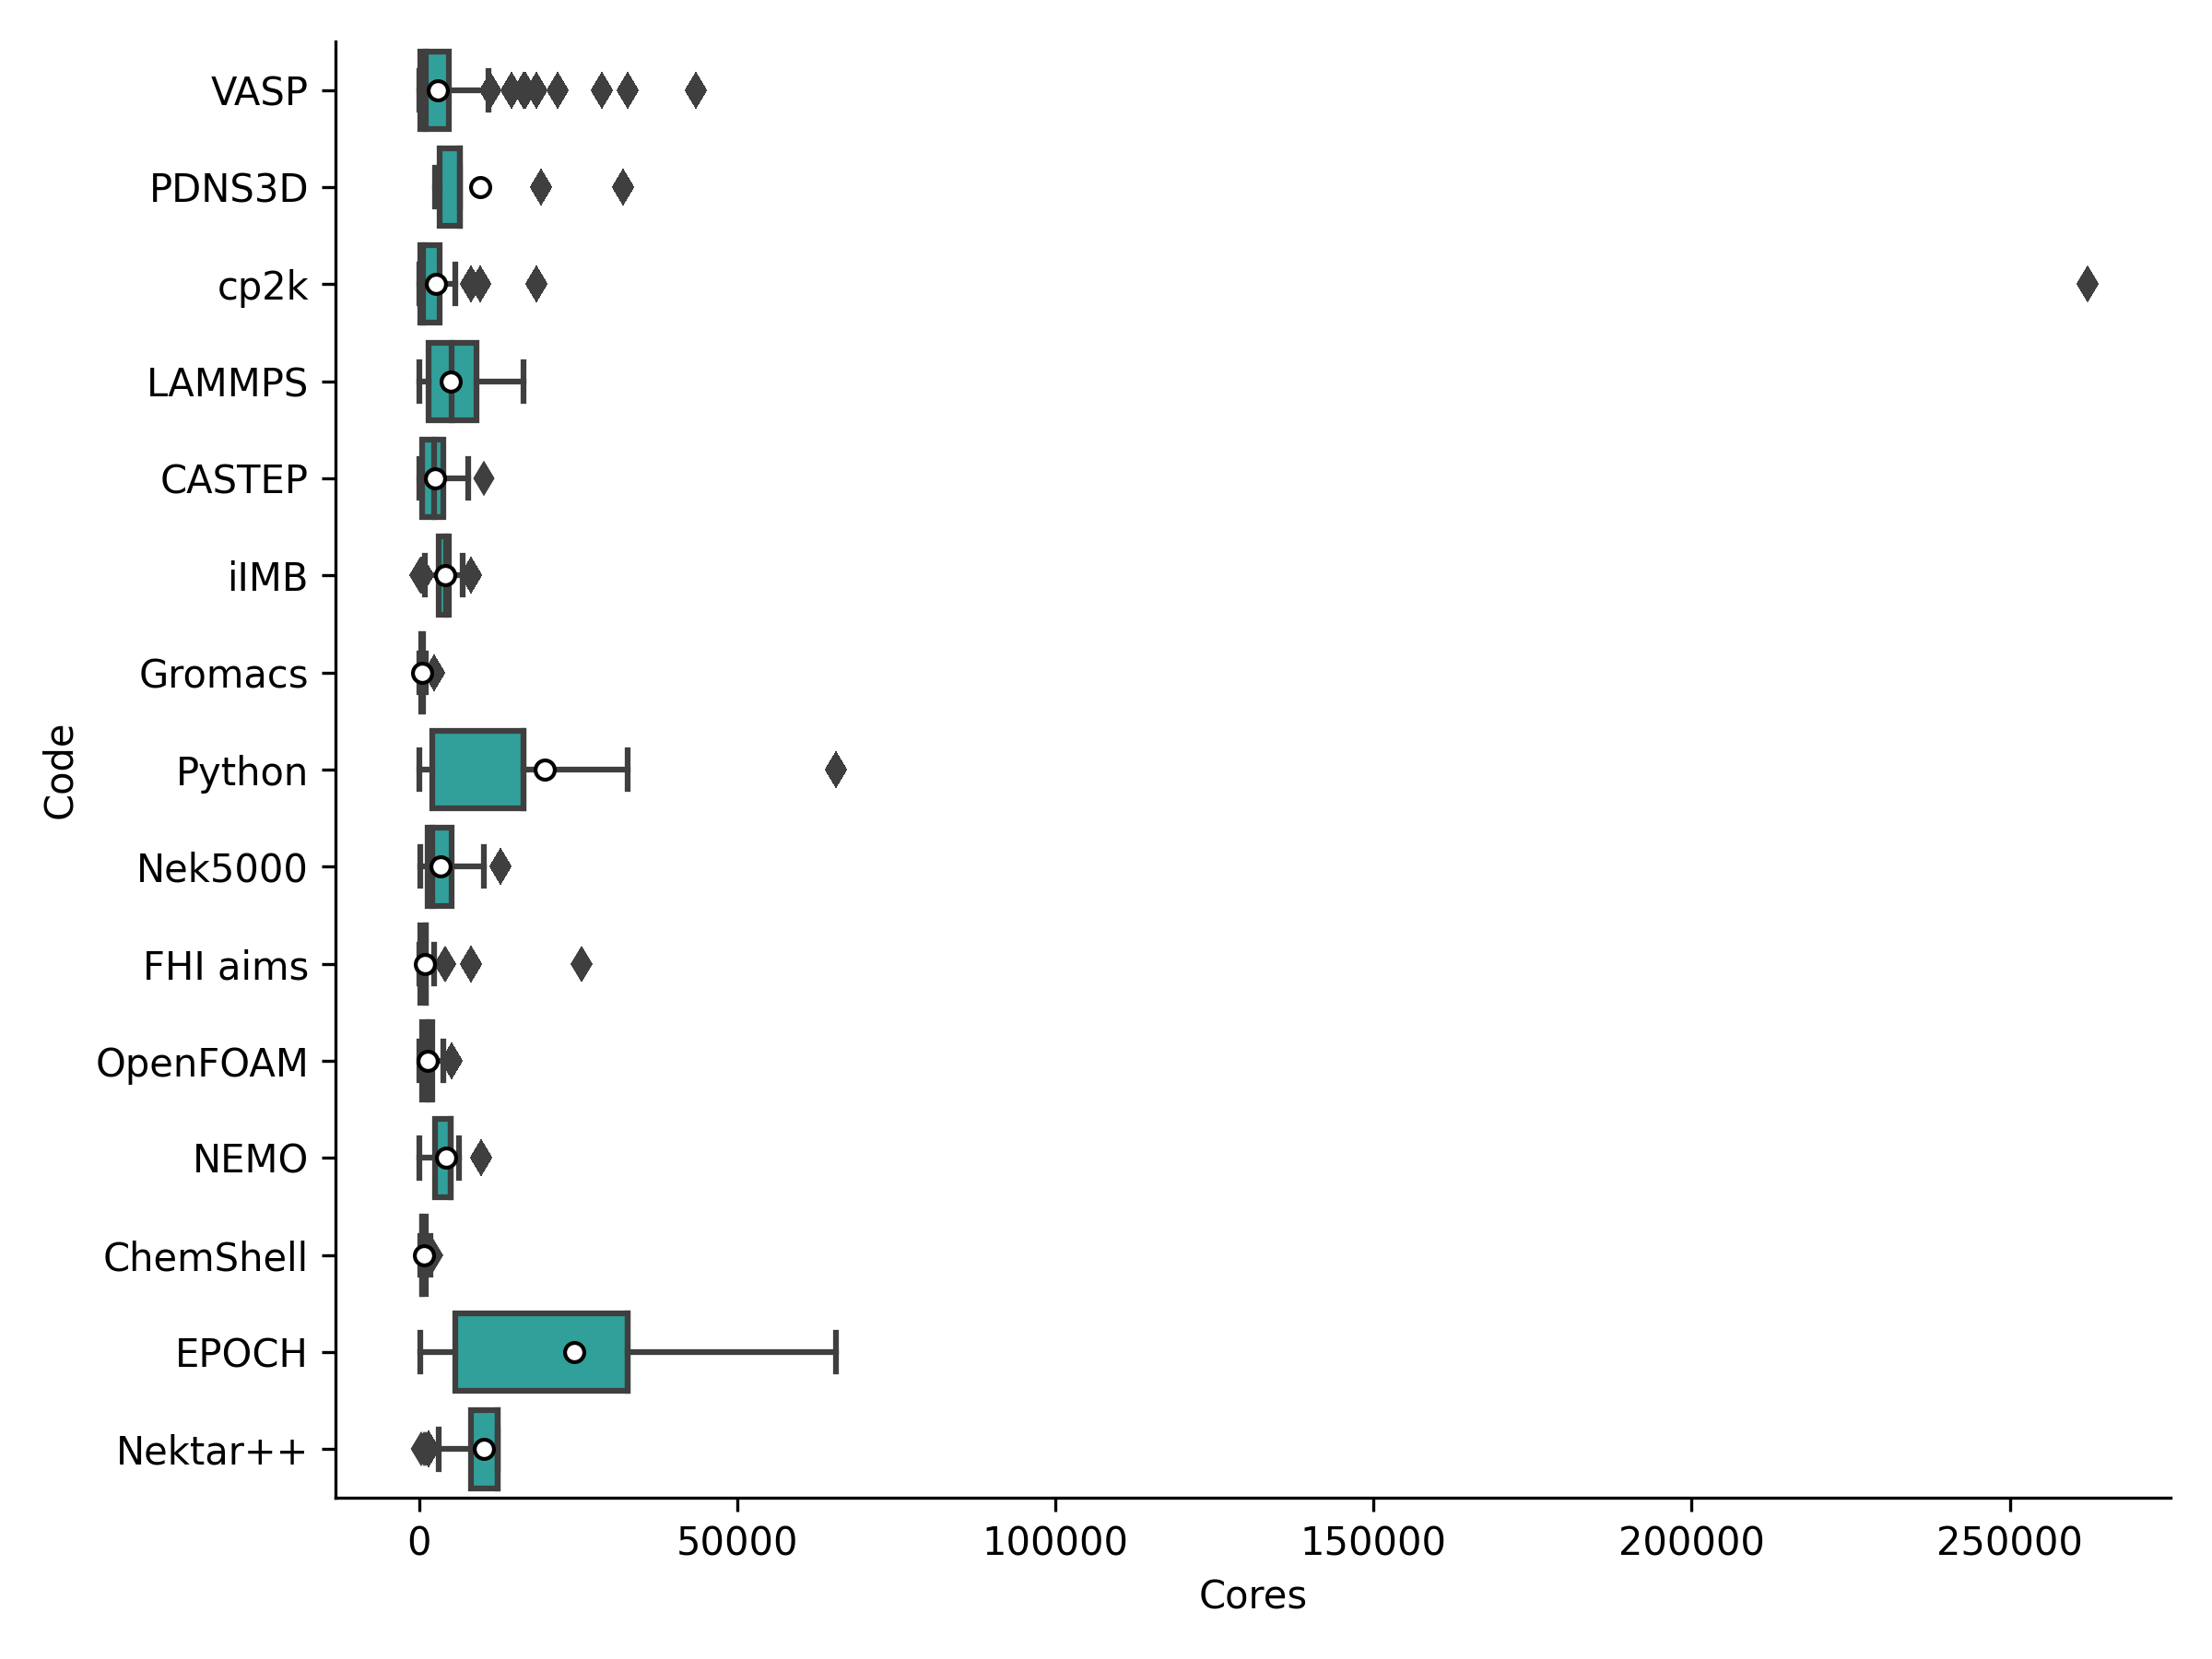 VASP
PDNS3D
cp2k
LAMMPS
CASTEP
iIMB
Gromacs
Python
Nek5000
FHI aims
OpenFOAM
NEMO
ChemShell
EPOCH
Nektar++
Code
0 50000 100000 150000 200000 250000
Cores